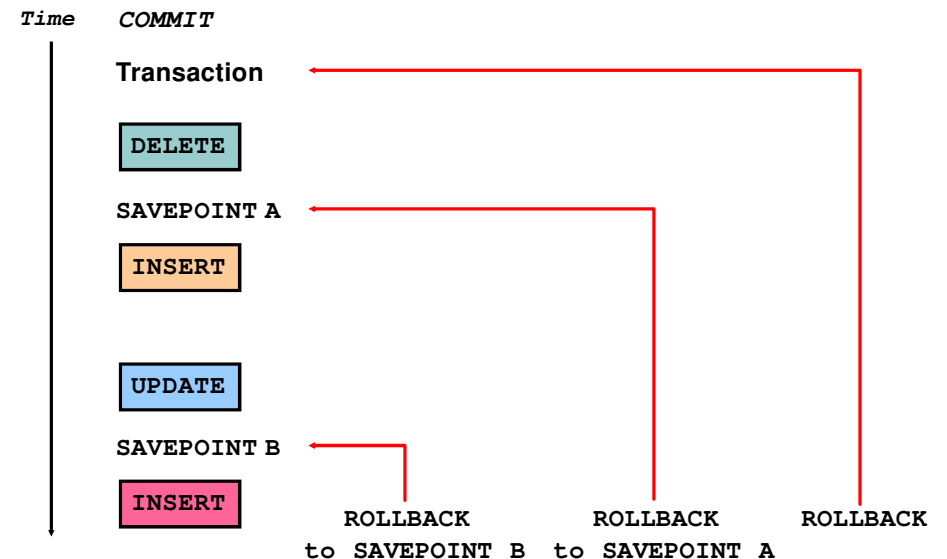 Time COMMIT
Transaction
DELETE
SAVEPOINT A
INSERT
UPDATE
SAVEPOINT B
INSERT
ROLLBACK
to SAVEPOINT B
ROLLBACK
to SAVEPOINT A
ROLLBACK